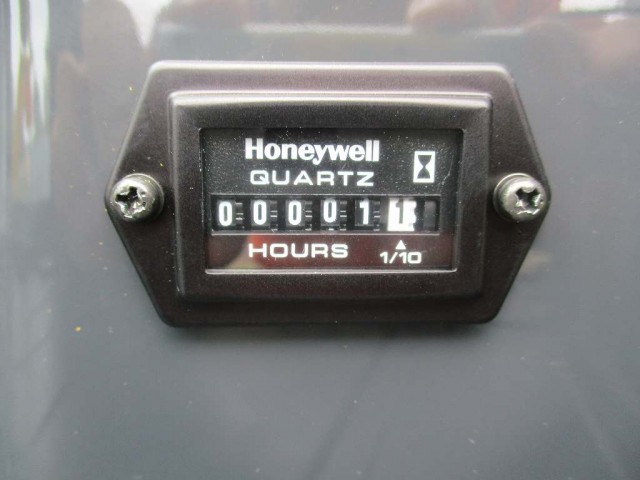 Honeywell
QUARTZ
000011
HOURS 1/10